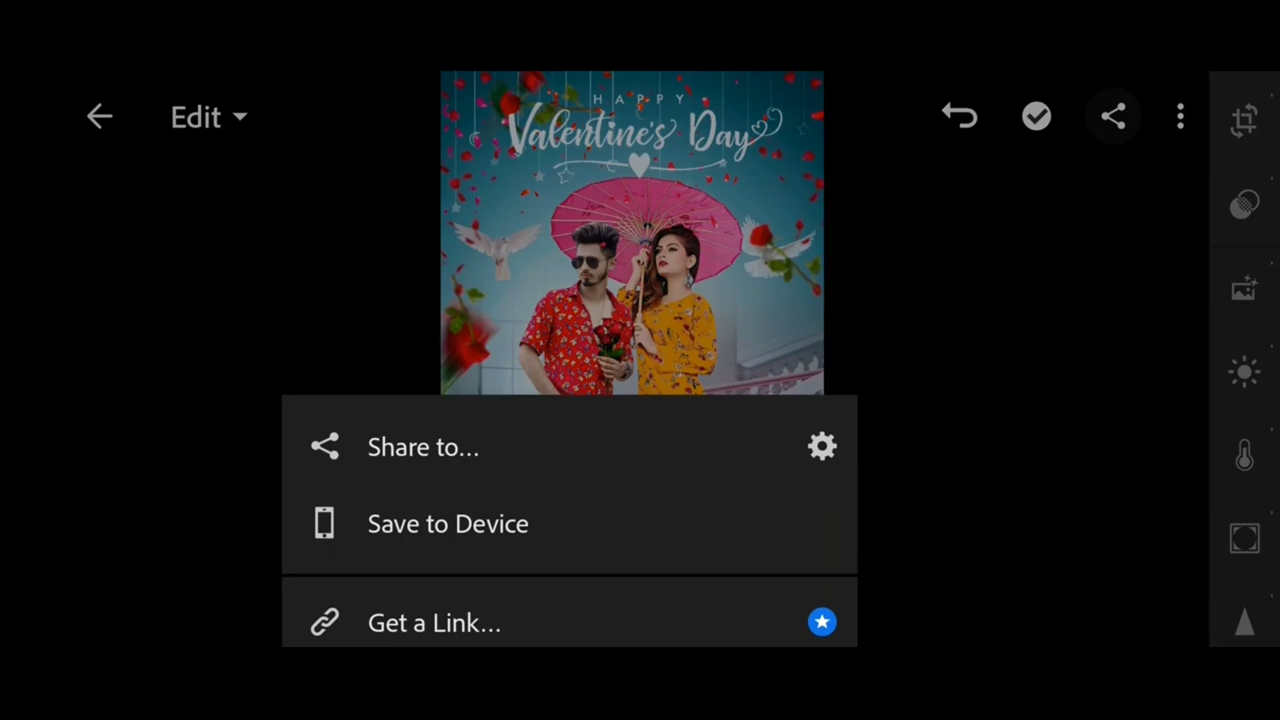 Edit
HAPPY
Valentine's Day
Share to...
Save to Device
Get a Link...